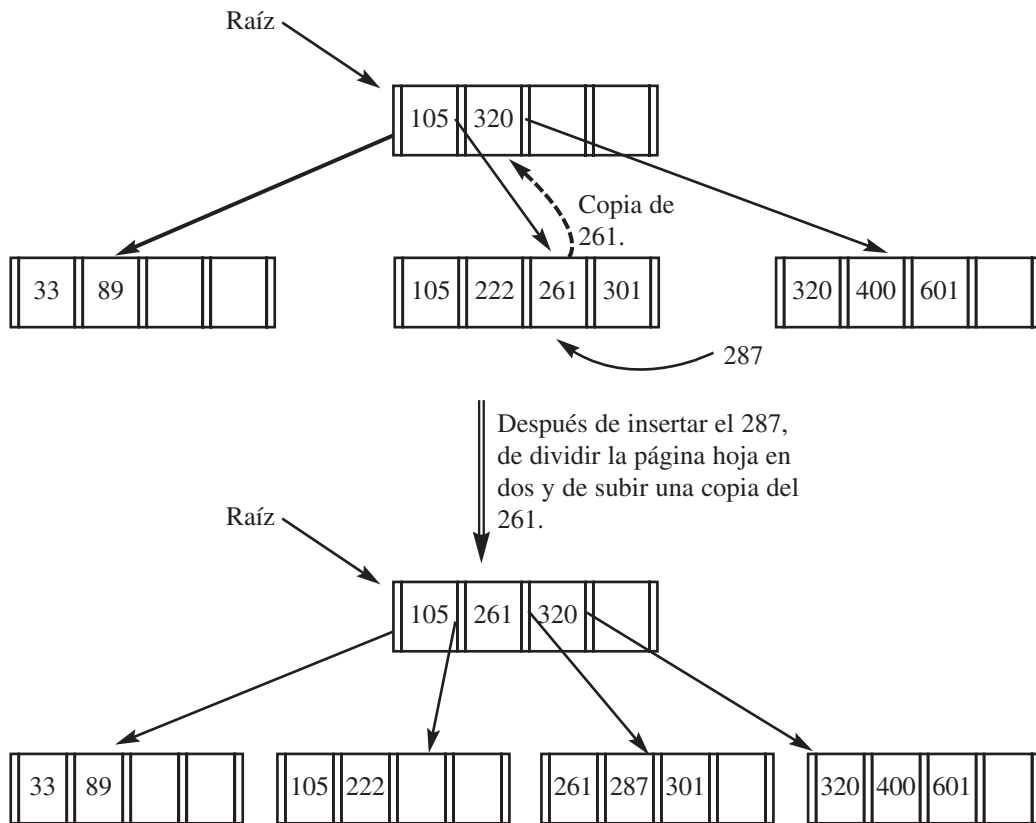 Raíz
105 320
Copia de
261.
33 89
105 222 261 301
320 400 601
287
Después de insertar el 287,
de dividir la página hoja en
dos y de subir una copia del
261.
Raíz
105 261 320
33 89
105 222
261 287 301
320 400 601